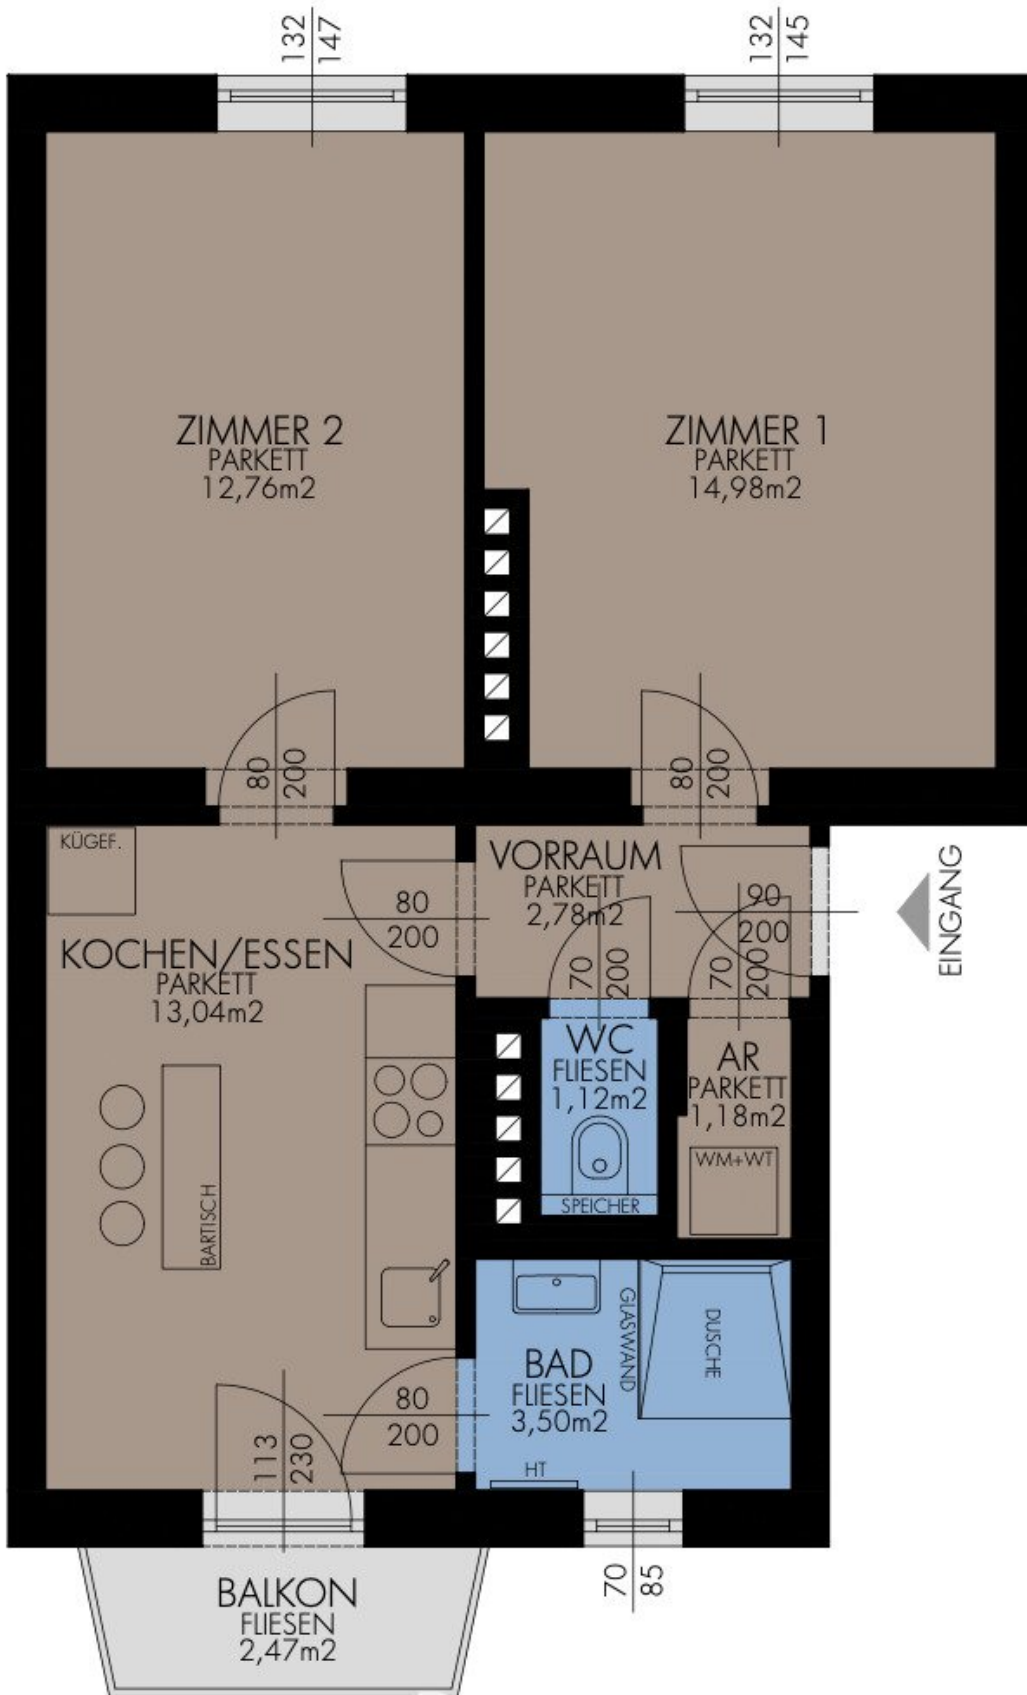 132
147
132
145
ZIMMER 2
PARKETT
12,76m2
ZIMMER 1
PARKETT
14,98m2
80
200
80
200
KÜGEF.
VORRAUM
PARKETT
2,78m2
80
200
90
200
EINGANG
KOCHEN/ESSEN
PARKETT
13,04m2
70
200
70
200
WC
FLIESEN
1,12m2
AR
PARKETT
1,18m2
WM+WT
SPEICHER
BARTISCH
GLASWAND
DUSCHE
BAD
FLIESEN
3,50m2
80
200
HT
113
230
70
85
BALKON
FLIESEN
2,47m2